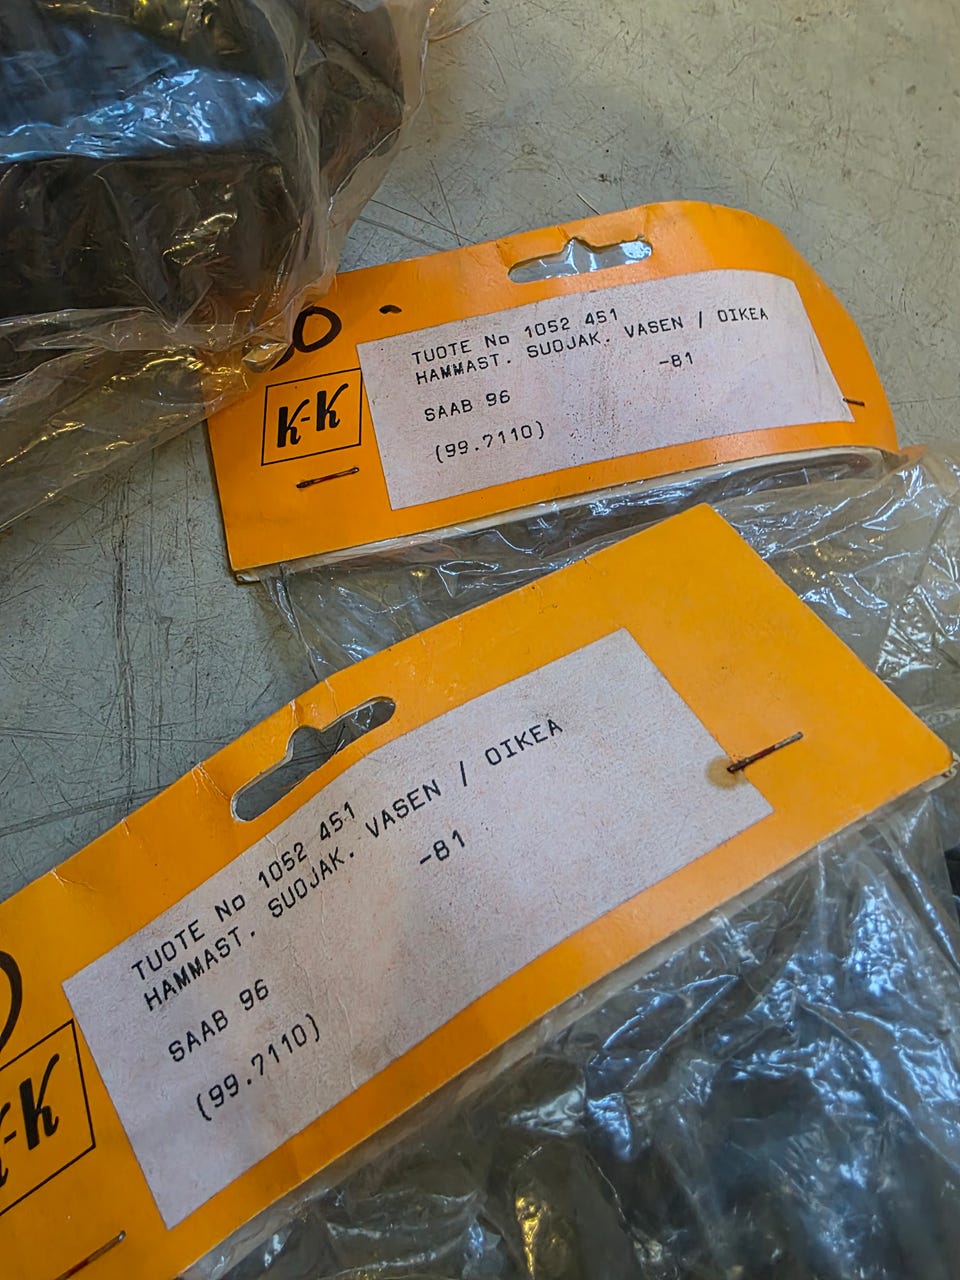 0
K-K
TUOTE No 1052 451
HAMMAST. SUOJAK. VASEN / OIKEA
-81
SAAB 96
(99.7110)
TUOTE No 1052 451
HAMMAST. SUOJAK. VASEN / OIKEA
-81
SAAB 96
(99.7110)
K-K